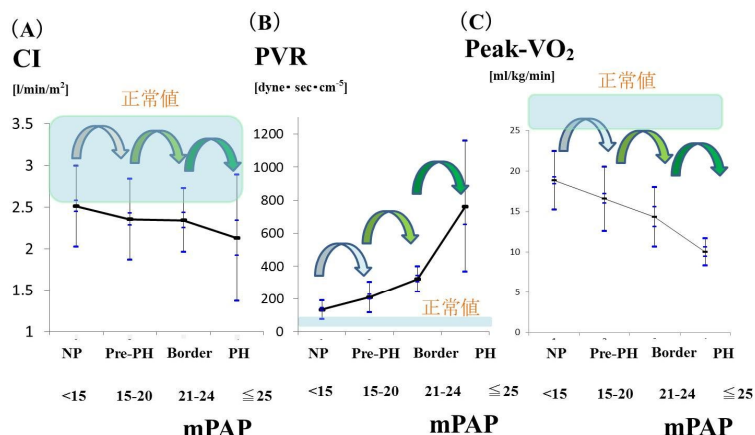 (A)
CI
[l/min/m²]
正常値
3.5
3
2.5
2
1.5
1
NP Pre-PH Border PH
<15 15-20 21-24 ≦25
mPAP
(B)
PVR
[dyne・sec・cm⁻⁵]
1200
1000
800
600
400
200
0
正常値
NP Pre-PH Border PH
<15 15-20 21-24 ≦25
mPAP
(C)
Peak-VO₂
[ml/kg/min]
正常値
25
20
15
10
5
0
NP Pre-PH Border PH
<15 15-20 21-24 ≦25
mPAP